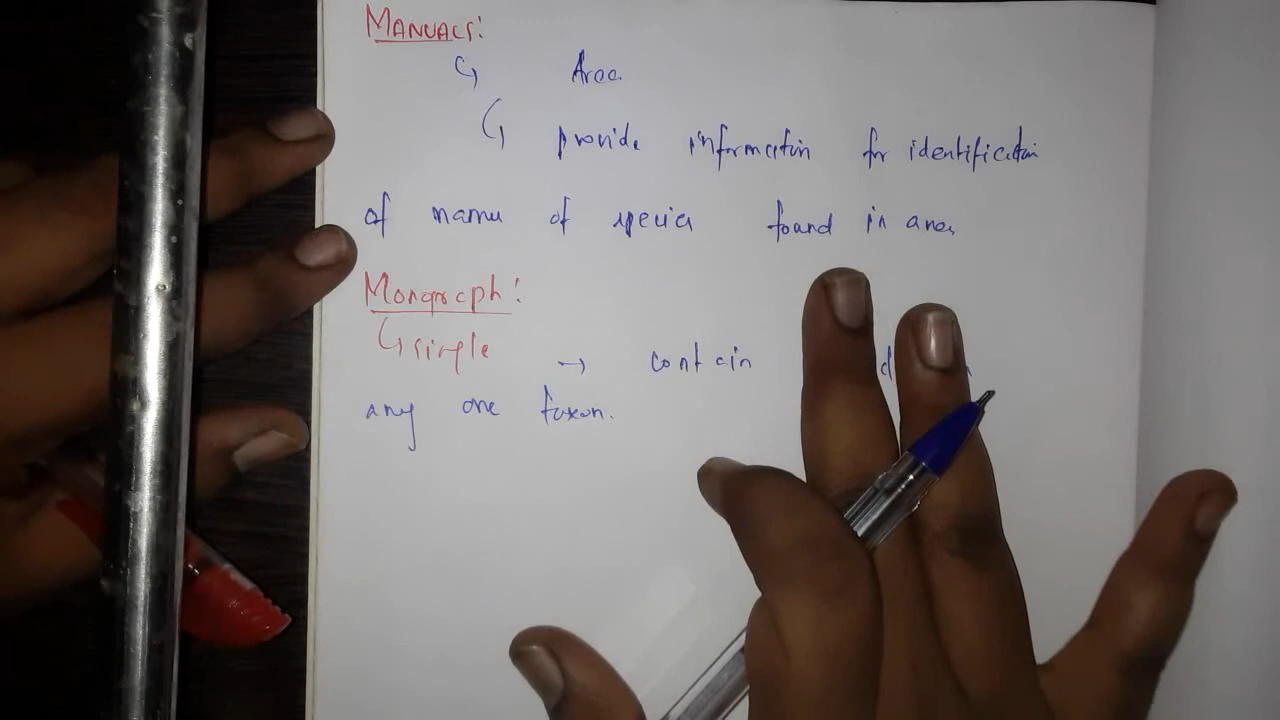 MANUALS:
Area
provide information for identification
of names of species found in area
Monograph:
single → contain
any one taxon.